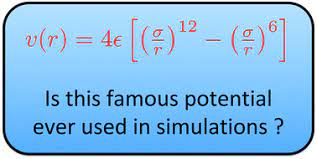 v(r) = 4ϵ [ (σ/r)^12 − (σ/r)^6 ]
Is this famous potential
ever used in simulations ?